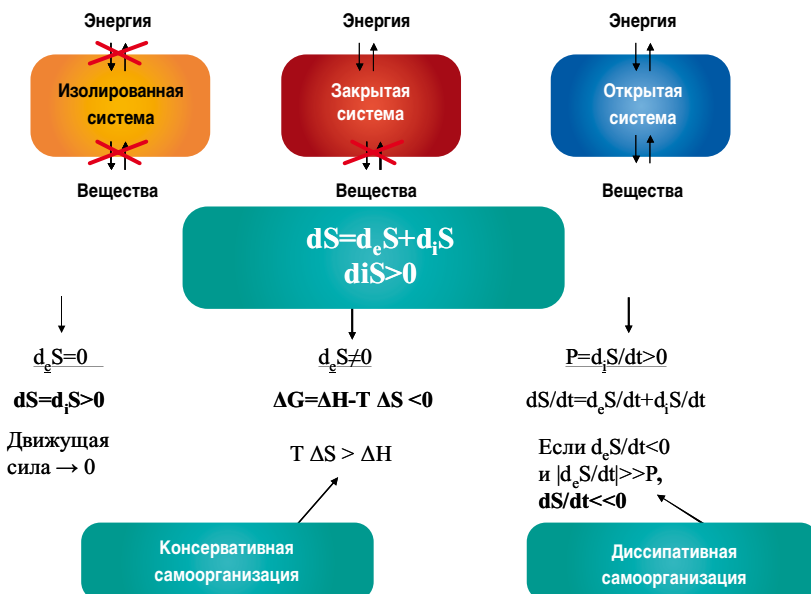 Энергия
Энергия
Энергия
Изолированная
система
Закрытая
система
Открытая
система
Вещества
Вещества
Вещества
dS=dₑS+dᵢS
diS>0
dₑS=0
dS=dᵢS>0
Движущая
сила → 0
dₑS≠0
ΔG=ΔH-T ΔS <0
T ΔS > ΔH
P=dᵢS/dt>0
dS/dt=dₑS/dt+dᵢS/dt
Если dₑS/dt<0
и |dₑS/dt|>>P,
dS/dt<<0
Консервативная
самоорганизация
Диссипативная
самоорганизация